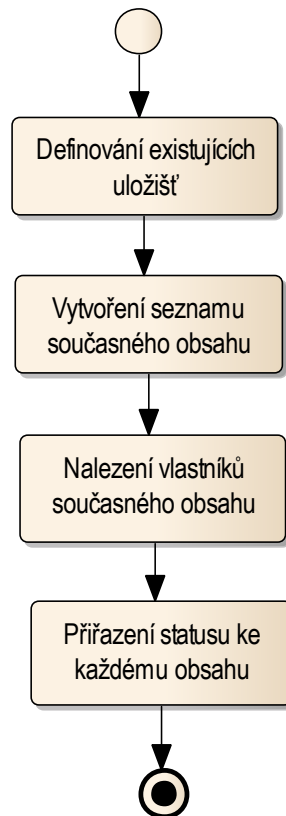 Definování existujících
uložišť
Vytvoření seznamu
současného obsahu
Nalezení vlastníků
současného obsahu
Přiřazení statusu ke
každému obsahu